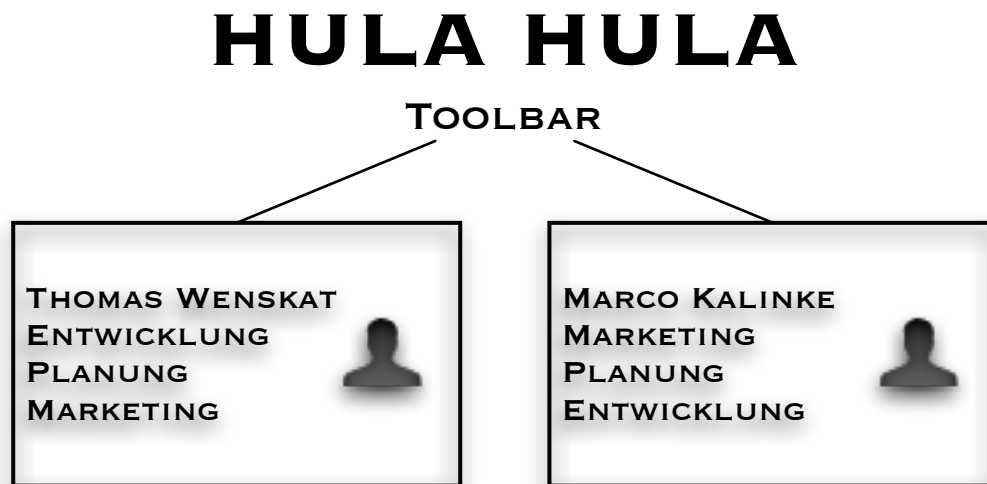 HULA HULA
TOOLBAR
THOMAS WENSKAT
ENTWICKLUNG
PLANUNG
MARKETING
MARCO KALINKE
MARKETING
PLANUNG
ENTWICKLUNG